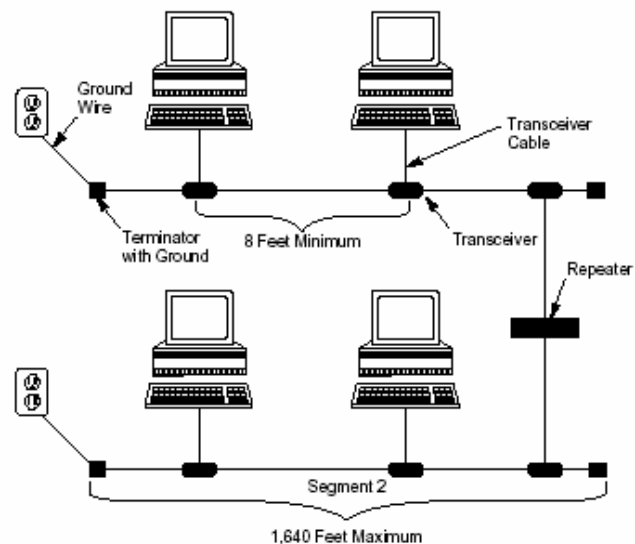 Ground
Wire
Transceiver
Cable
8 Feet Minimum
Terminator
with Ground
Transceiver
Repeater
Segment 2
1,640 Feet Maximum